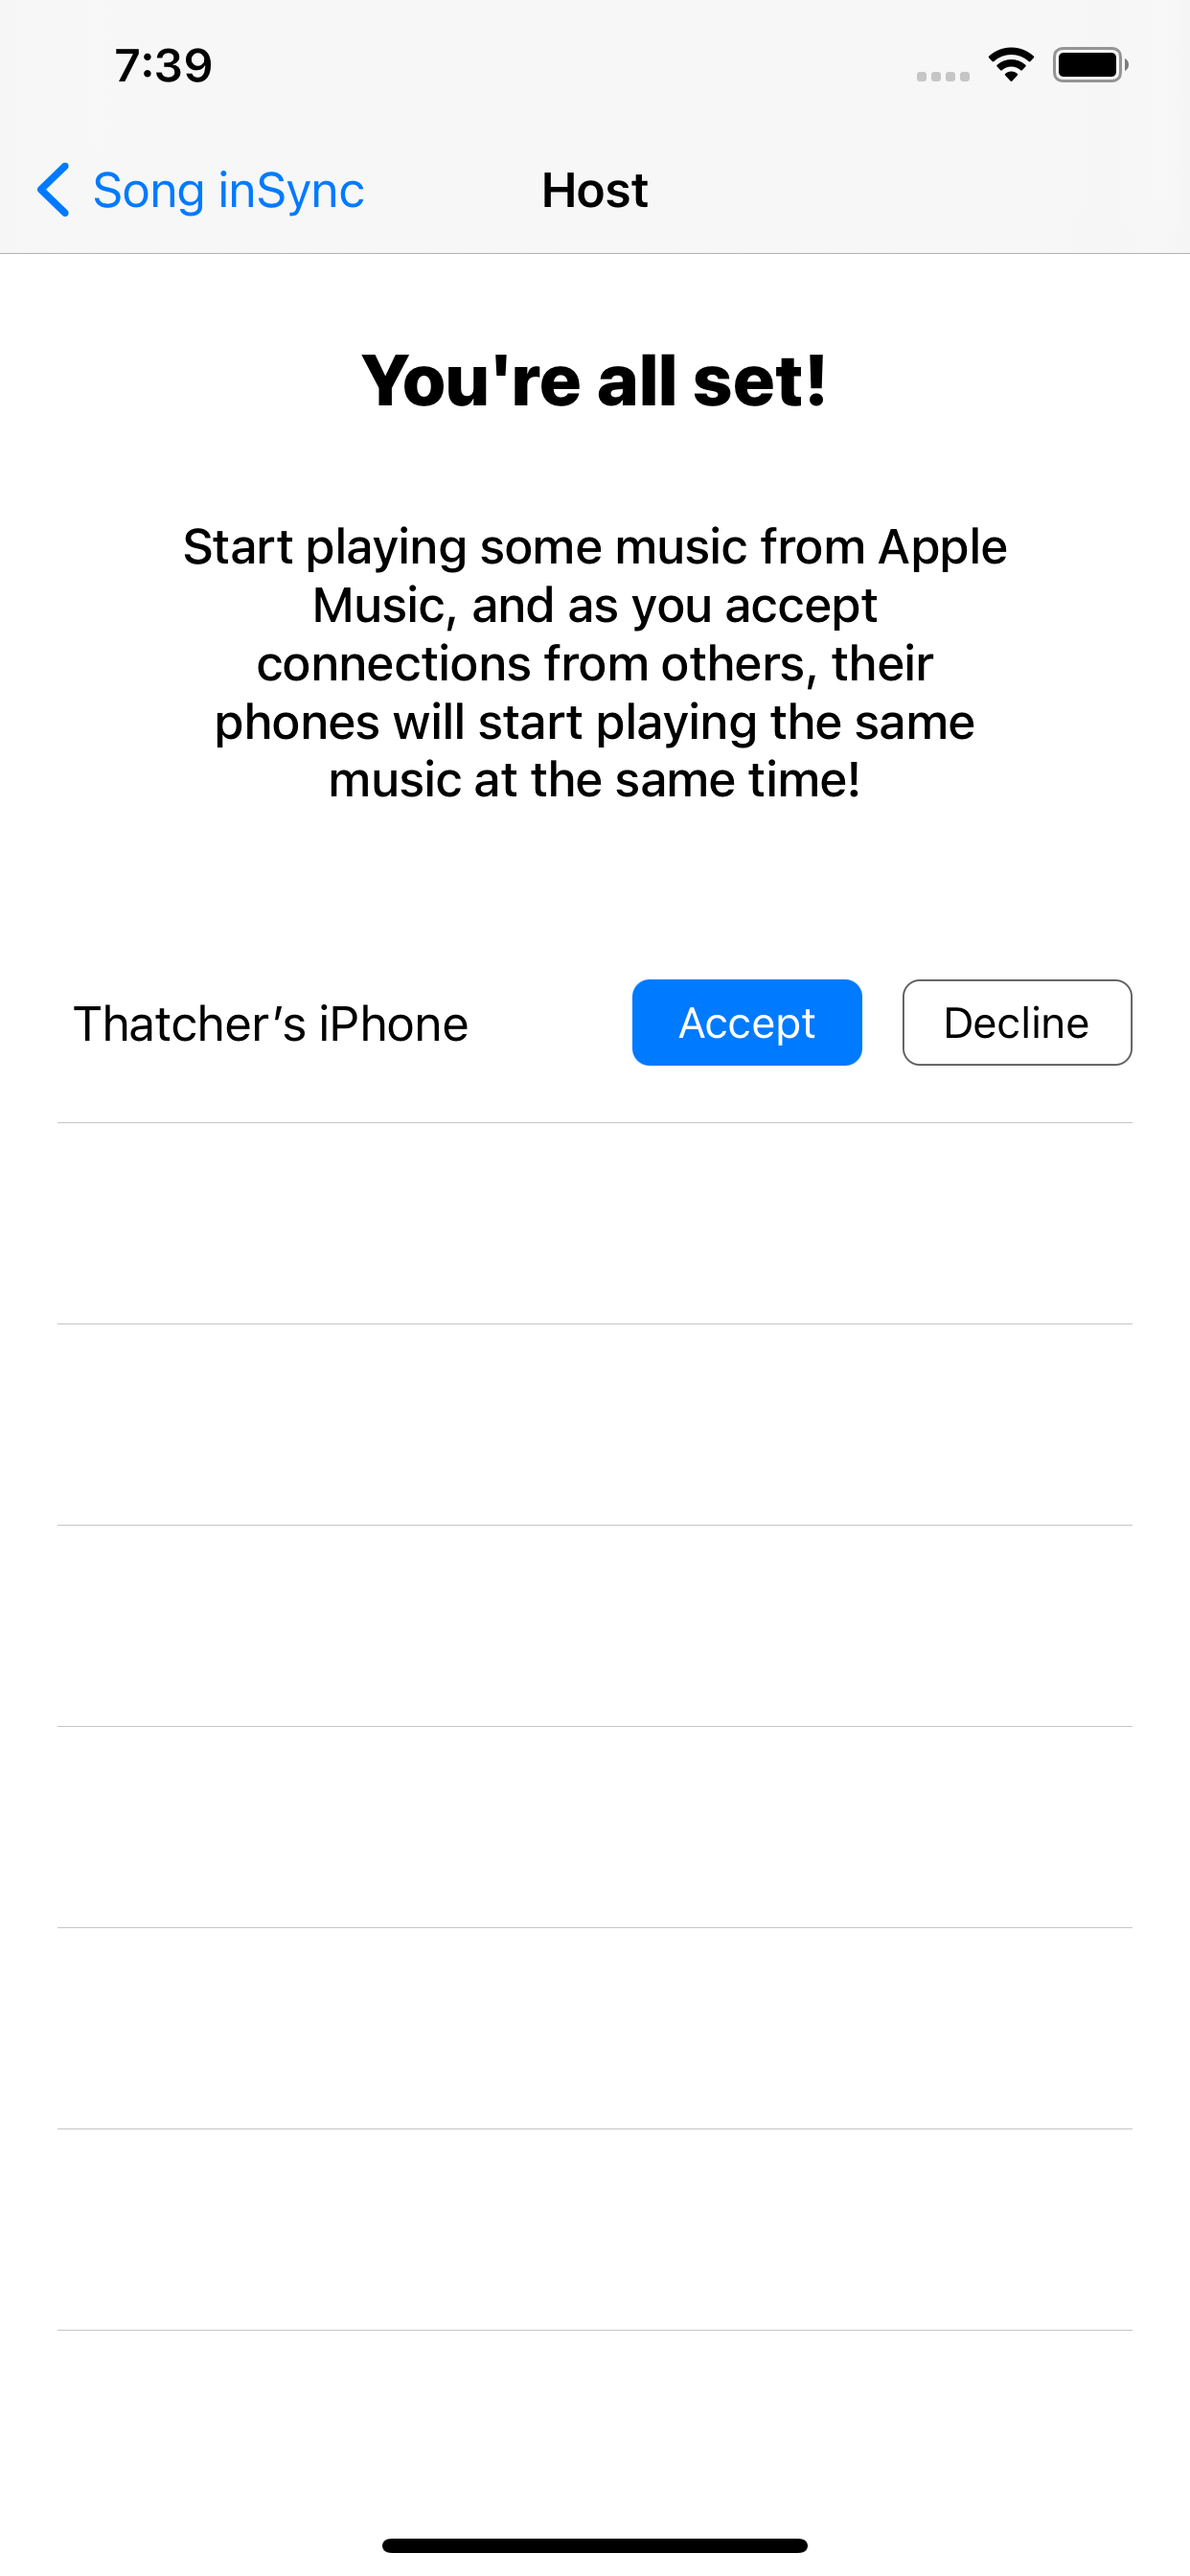 7:39
Song inSync
Host
You're all set!
Start playing some music from Apple
Music, and as you accept
connections from others, their
phones will start playing the same
music at the same time!
Thatcher’s iPhone
Accept
Decline